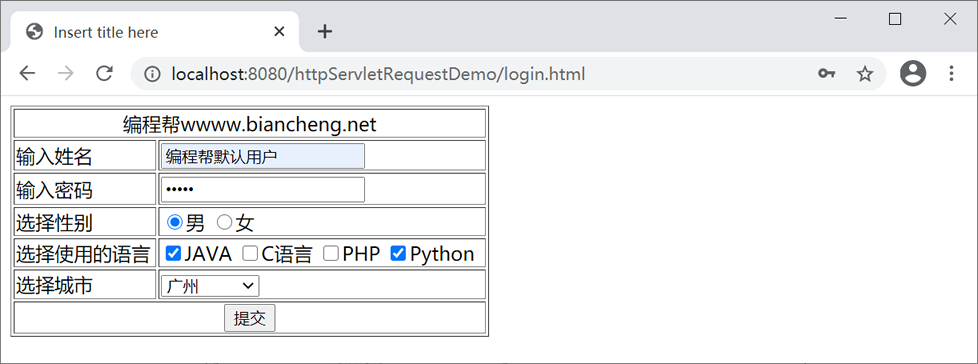 Insert title here
localhost:8080/httpServletRequestDemo/login.html
编程帮wwww.biancheng.net
输入姓名 编程帮默认用户
输入密码 •••••
选择性别 男 女
选择使用的语言 JAVA C语言 PHP Python
选择城市 广州
提交